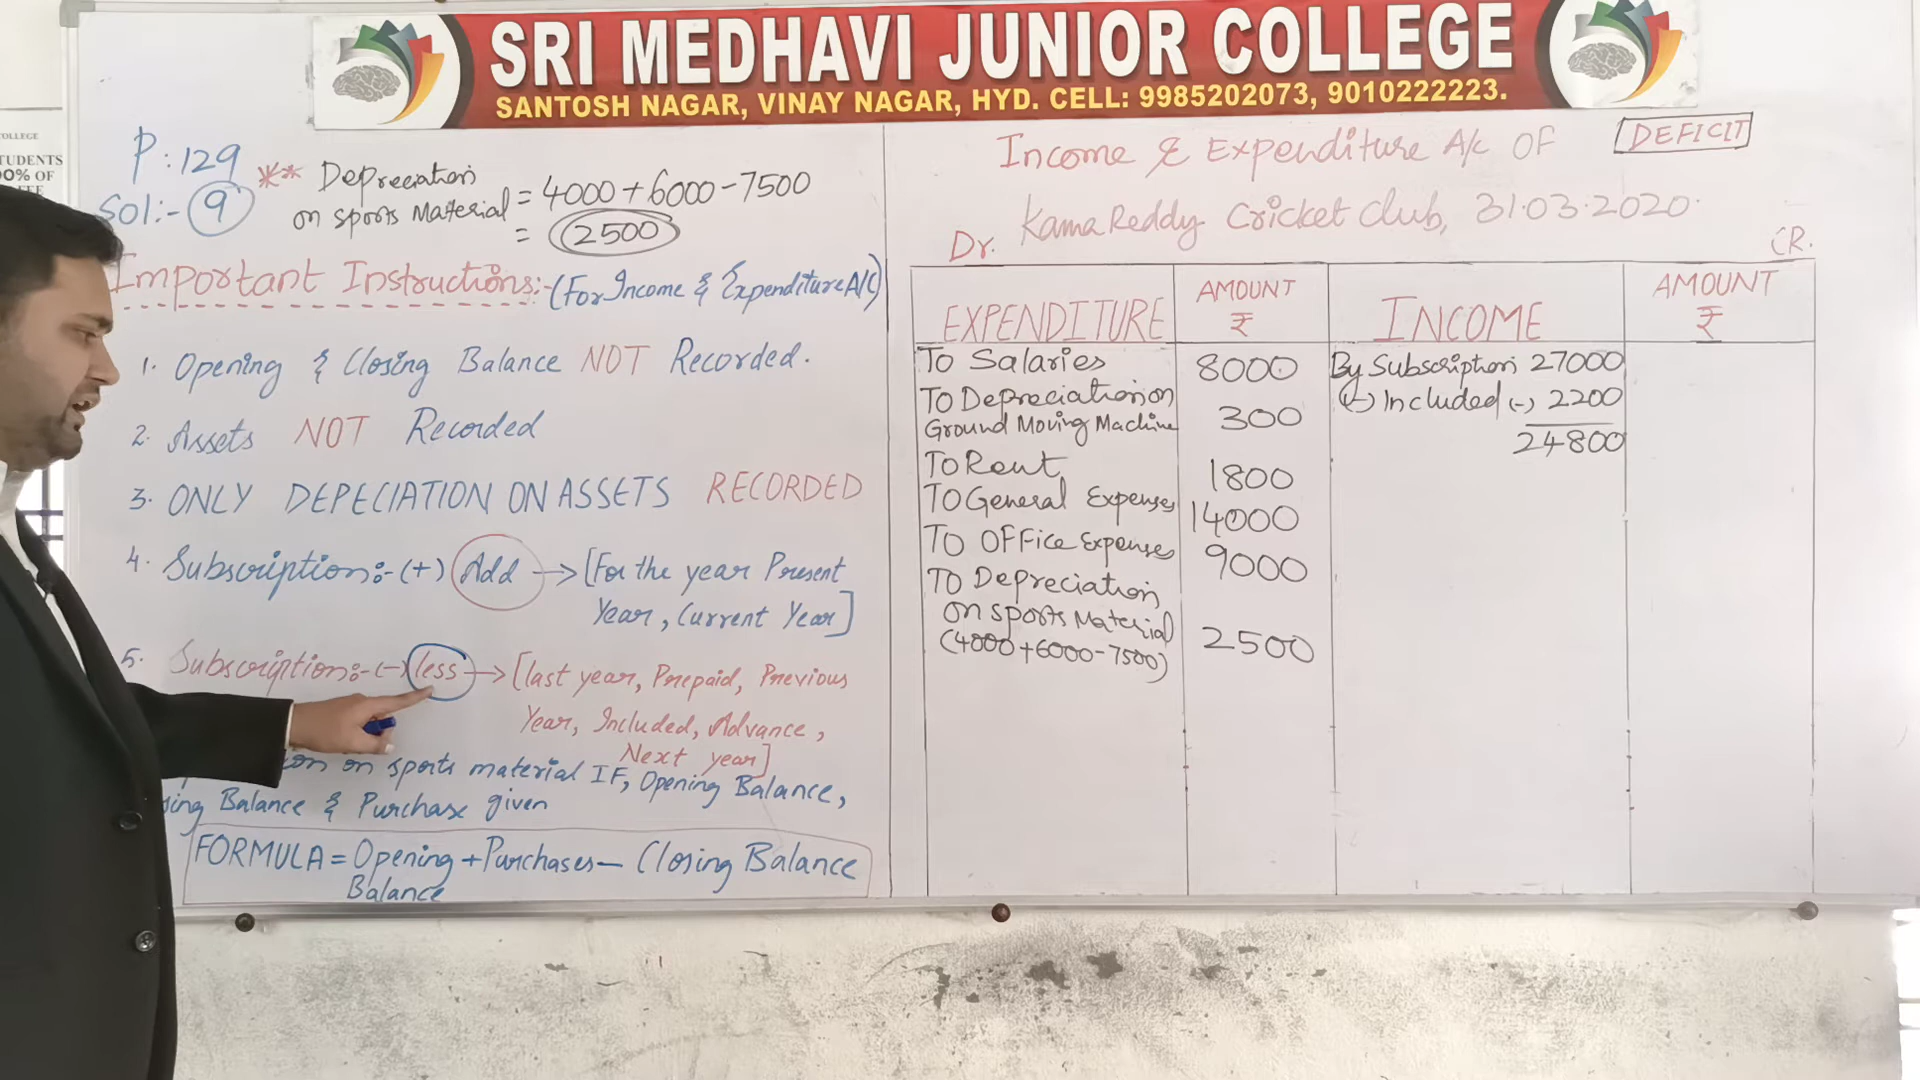 SRI MEDHAVI JUNIOR COLLEGE
SANTOSH NAGAR, VINAY NAGAR, HYD. CELL: 9985202073, 9010222223.
COLLEGE
STUDENTS
00% OF
P:129
Sol:- 9
** Depreciation
on sports Material = 4000+6000-7500
= 2500
Important Instructions:- (For Income & Expenditure A/C)
1. Opening & Closing Balance NOT Recorded.
2. Assets NOT Recorded
3. ONLY DEPECIATION ON ASSETS RECORDED
4. Subscription:- (+) Add → [For the year Present
Year, Current Year]
5. Subscription:- (-) less → [last year, Prepaid, Previous
Year, Included, Advance,
Next year]
on sports material IF, Opening Balance,
Balance & Purchase given
FORMULA = Opening + Purchases - Closing Balance
Balance
Income & Expenditure A/c OF DEFICIT
Kama Reddy Cricket Club, 31.03.2020.
Dr. CR.
EXPENDITURE AMOUNT ₹ INCOME AMOUNT ₹
To Salaries 8000
To Depreciation on
Ground Moving Machine 300
To Rent 1800
To General Expenses 14000
To Office Expenses 9000
To Depreciation
on sports Material
(4000+6000-7500) 2500
By Subscription 27000
(-) Included (-) 2200
24800